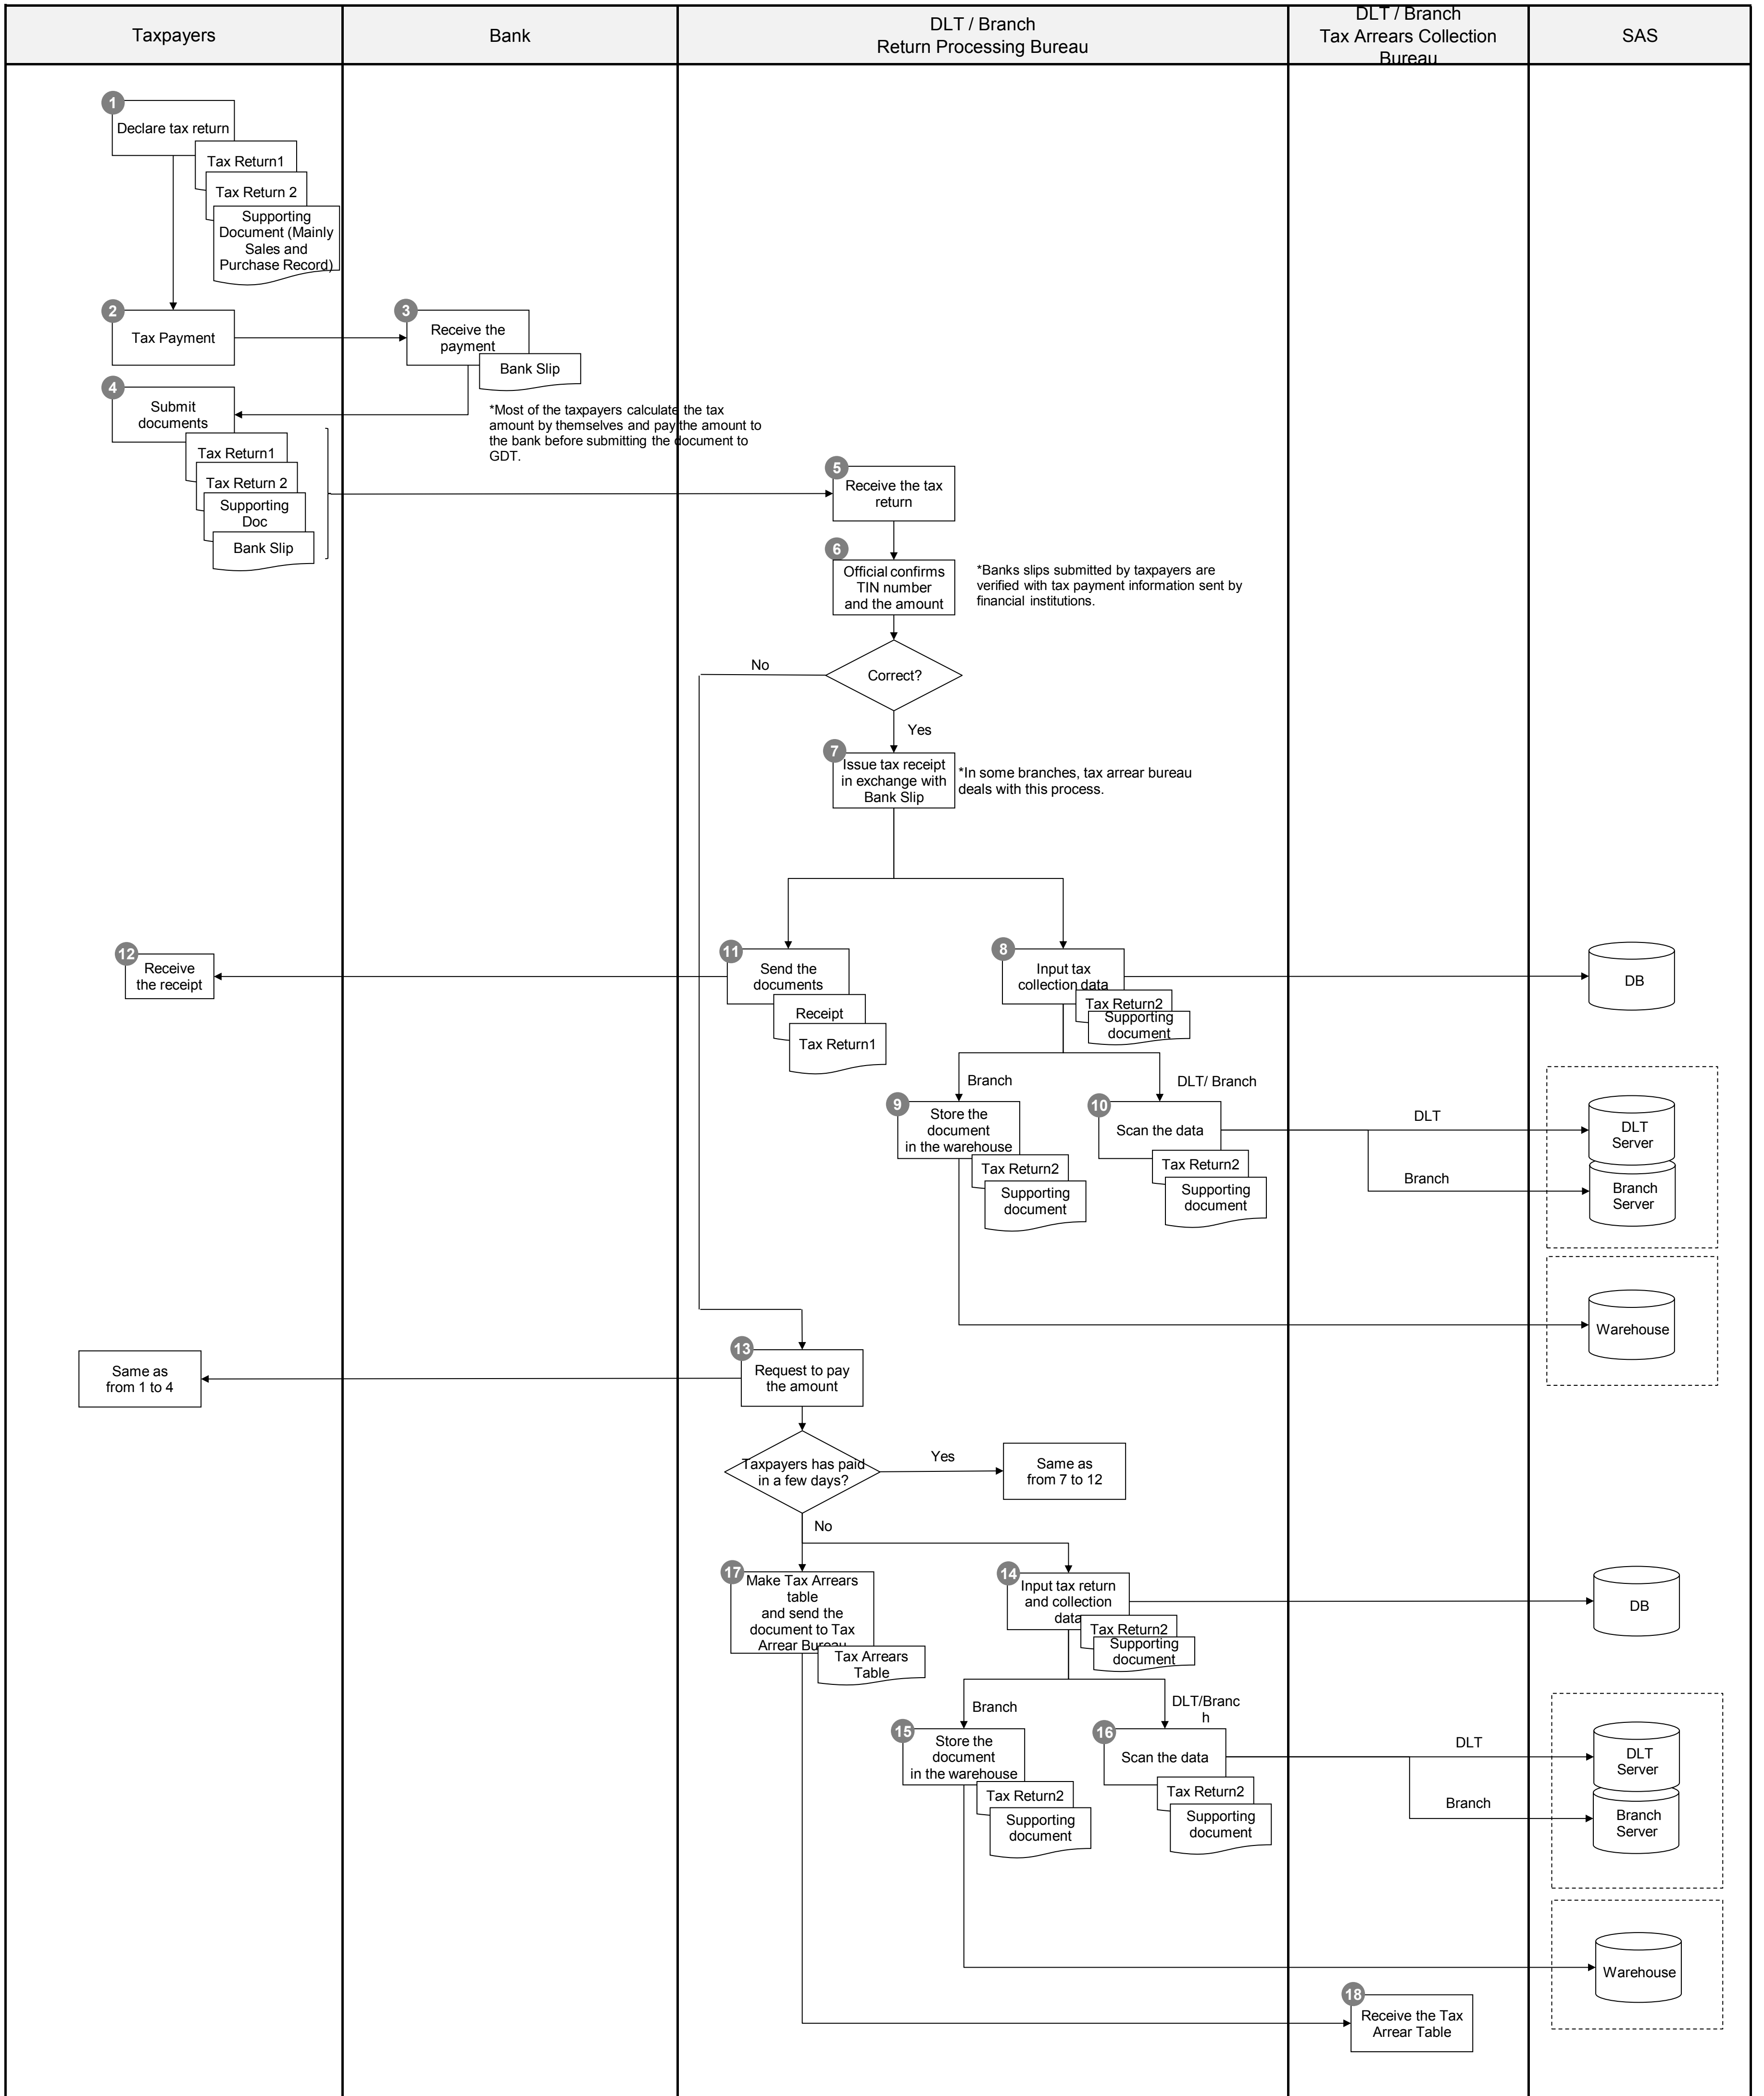 Taxpayers
Bank
DLT / Branch
Return Processing Bureau
DLT / Branch
Tax Arrears Collection
Bureau
SAS
1
Declare tax return
Tax Return1
Tax Return 2
Supporting
Document (Mainly
Sales and
Purchase Record)
2
Tax Payment
3
Receive the
payment
Bank Slip
4
Submit
documents
Tax Return1
Tax Return 2
Supporting
Doc
Bank Slip
*Most of the taxpayers calculate the tax
amount by themselves and pay the amount to
the bank before submitting the document to
GDT.
5
Receive the tax
return
6
Official confirms
TIN number
and the amount
*Banks slips submitted by taxpayers are
verified with tax payment information sent by
financial institutions.
No
Correct?
Yes
7
Issue tax receipt
in exchange with
Bank Slip
*In some branches, tax arrear bureau
deals with this process.
12
Receive
the receipt
11
Send the
documents
Receipt
Tax Return1
8
Input tax
collection data
Tax Return2
Supporting
document
DB
Branch
DLT/ Branch
9
Store the
document
in the warehouse
Tax Return2
Supporting
document
10
Scan the data
Tax Return2
Supporting
document
DLT
Branch
DLT
Server
Branch
Server
Warehouse
13
Request to pay
the amount
Same as
from 1 to 4
Taxpayers has paid
in a few days?
Yes
Same as
from 7 to 12
No
17
Make Tax Arrears
table
and send the
document to Tax
Arrear Bureau
Tax Arrears
Table
14
Input tax return
and collection
data
Tax Return2
Supporting
document
DB
Branch
DLT/Branc
h
15
Store the
document
in the warehouse
Tax Return2
Supporting
document
16
Scan the data
Tax Return2
Supporting
document
DLT
Branch
DLT
Server
Branch
Server
Warehouse
18
Receive the Tax
Arrear Table